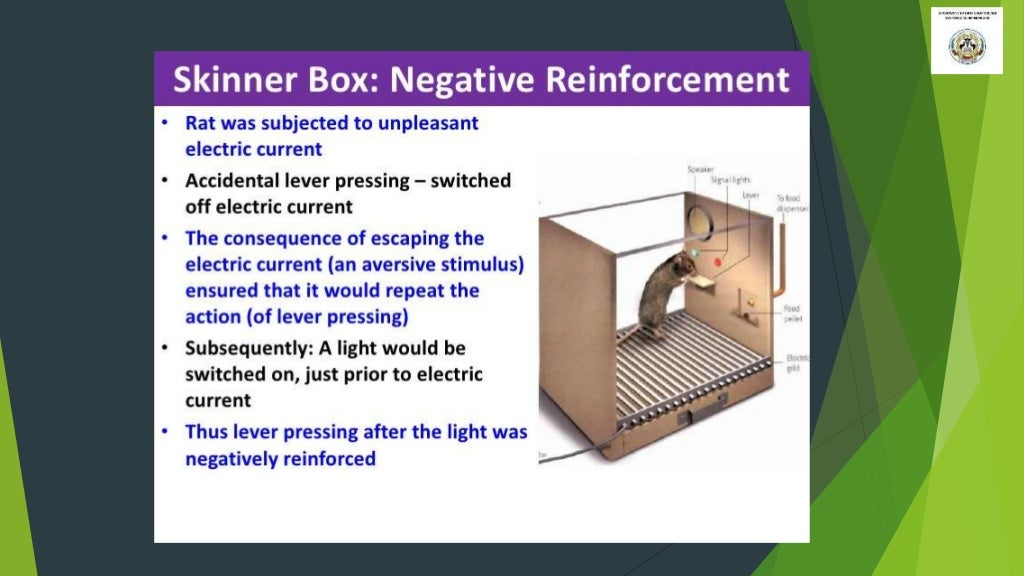 Skinner Box: Negative Reinforcement
• Rat was subjected to unpleasant
electric current
• Accidental lever pressing – switched
off electric current
• The consequence of escaping the
electric current (an aversive stimulus)
ensured that it would repeat the
action (of lever pressing)
• Subsequently: A light would be
switched on, just prior to electric
current
• Thus lever pressing after the light was
negatively reinforced
Speaker
Signal lights
Lever
To food
dispenser
Food
pellet
Electric
grid